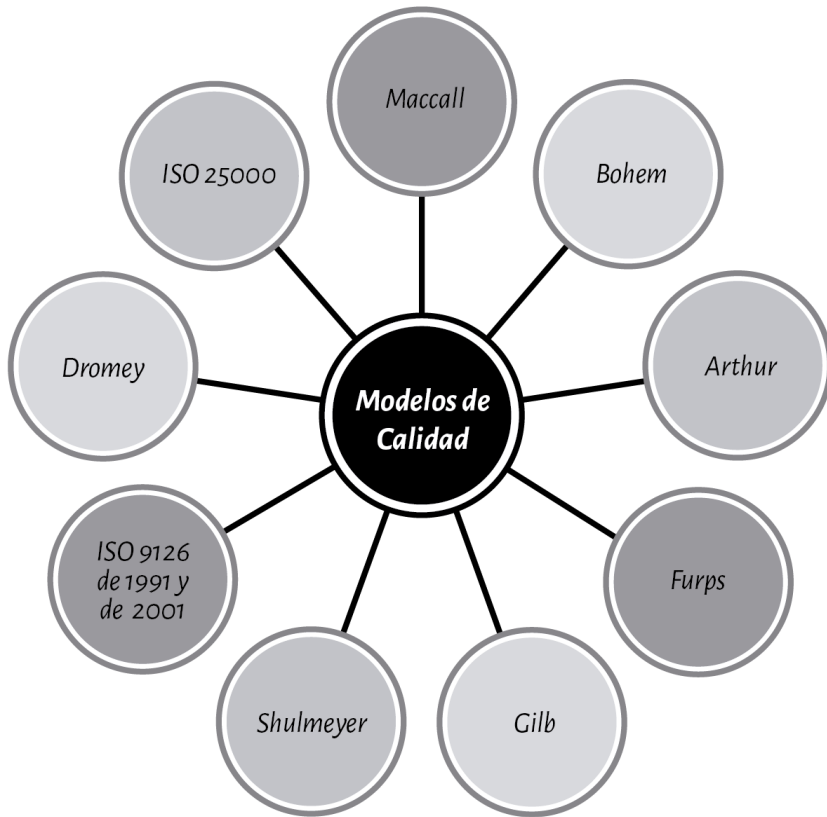 Maccall
Bohem
Arthur
Furps
Gilb
Shulmeyer
ISO 9126
de 1991 y
de 2001
Dromey
ISO 25000
Modelos de
Calidad